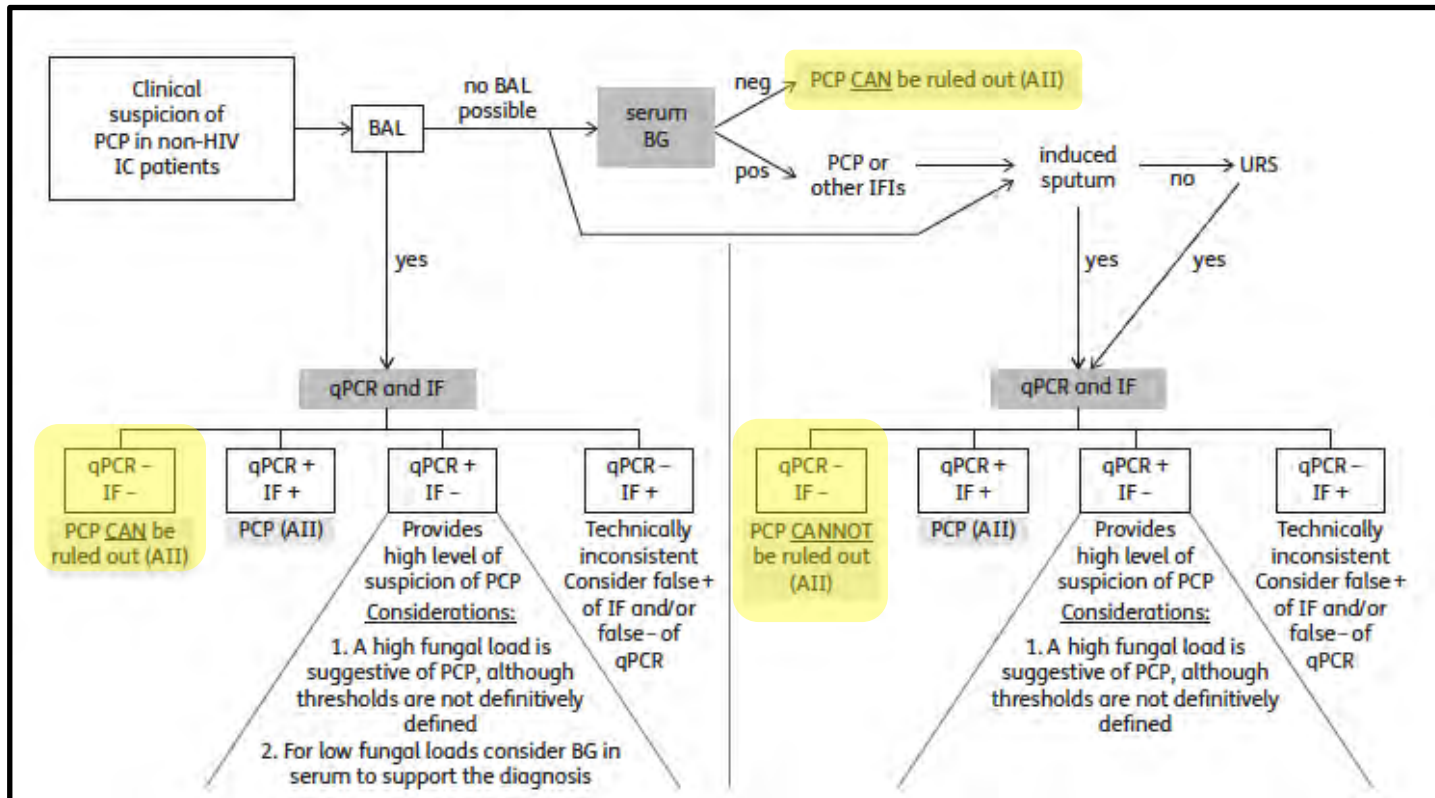 Clinical
suspicion of
PCP in non-HIV
IC patients
BAL
no BAL
possible
serum
BG
neg
PCP CAN be ruled out (AII)
pos
PCP or
other IFIs
induced
sputum
no
URS
yes
yes
yes
qPCR and IF
qPCR –
IF –
PCP CAN be
ruled out (AII)
qPCR +
IF +
PCP (AII)
qPCR +
IF –
Provides
high level of
suspicion of PCP
Considerations:
1. A high fungal load is
suggestive of PCP, although
thresholds are not definitively
defined
2. For low fungal loads consider BG in
serum to support the diagnosis
qPCR –
IF +
Technically
inconsistent
Consider false +
of IF and/or
false – of
qPCR
qPCR and IF
qPCR –
IF –
PCP CANNOT
be ruled out
(AII)
qPCR +
IF +
PCP (AII)
qPCR +
IF –
Provides
high level of
suspicion of PCP
Considerations:
1. A high fungal load is
suggestive of PCP, although
thresholds are not definitively
defined
qPCR –
IF +
Technically
inconsistent
Consider false +
of IF and/or
false – of
qPCR